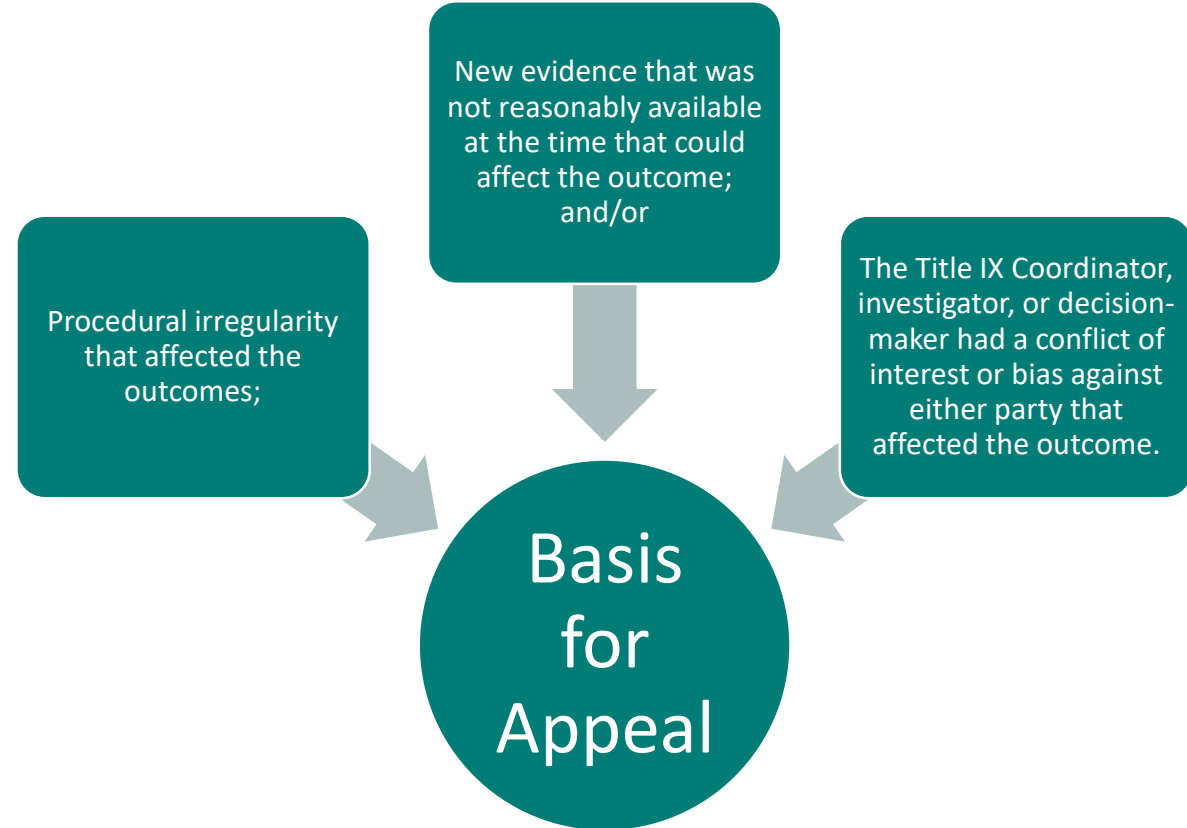 New evidence that was
not reasonably available
at the time that could
affect the outcome;
and/or
Procedural irregularity
that affected the
outcomes;
The Title IX Coordinator,
investigator, or decision-
maker had a conflict of
interest or bias against
either party that
affected the outcome.
Basis
for
Appeal